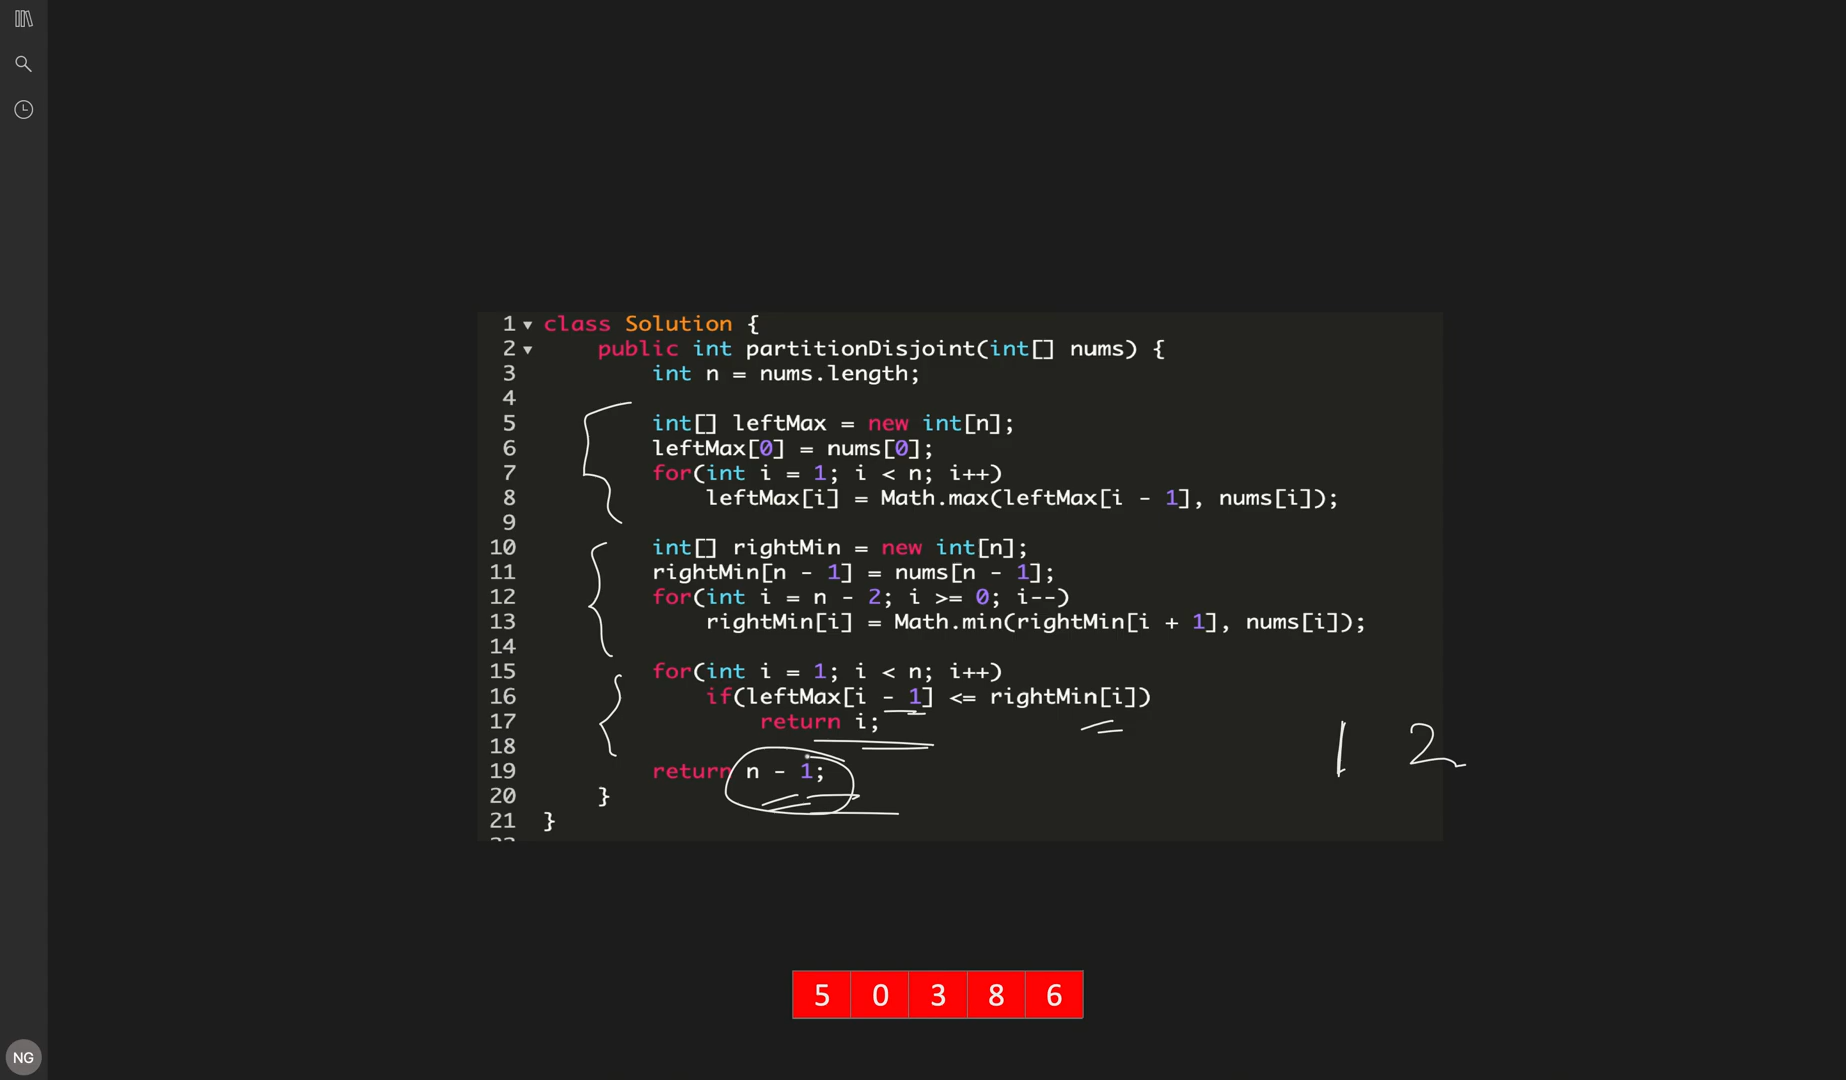 1 class Solution {
2 public int partitionDisjoint(int[] nums) {
3 int n = nums.length;
4
5 int[] leftMax = new int[n];
6 leftMax[0] = nums[0];
7 for(int i = 1; i < n; i++)
8 leftMax[i] = Math.max(leftMax[i - 1], nums[i]);
9
10 int[] rightMin = new int[n];
11 rightMin[n - 1] = nums[n - 1];
12 for(int i = n - 2; i >= 0; i--)
13 rightMin[i] = Math.min(rightMin[i + 1], nums[i]);
14
15 for(int i = 1; i < n; i++)
16 if(leftMax[i - 1] <= rightMin[i])
17 return i;
18
19 return n - 1;
20 }
21 }
1 2
5 0 3 8 6
NG